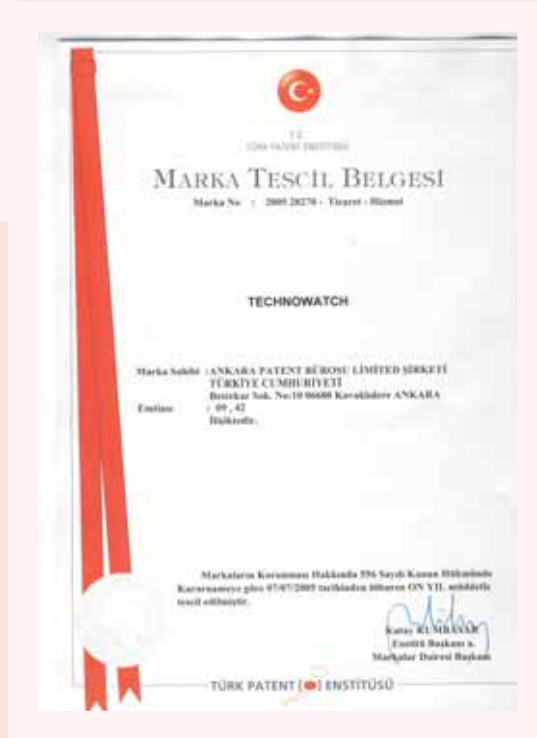 T.C.
TÜRK PATENT ENSTİTÜSÜ
MARKA TESCİL BELGESİ
Marka No : 2005 28270 - Ticaret - Hizmet
TECHNOWATCH
Marka Sahibi : ANKARA PATENT BÜROSU LİMİTED ŞİRKETİ
TÜRKİYE CUMHURİYETİ
Bestekar Sok. No:10 06680 Kavaklıdere ANKARA
Emtiası : 09 , 42
İlişiktedir.
Markaların Korunması Hakkında 556 Sayılı Kanun Hükmünde
Kararnameye göre 07/07/2005 tarihinden itibaren ON YIL müddetle
tescil edilmiştir.
KUMBASAR
Enstitü Başkanı a.
Markalar Dairesi Başkanı
TÜRK PATENT ENSTİTÜSÜ